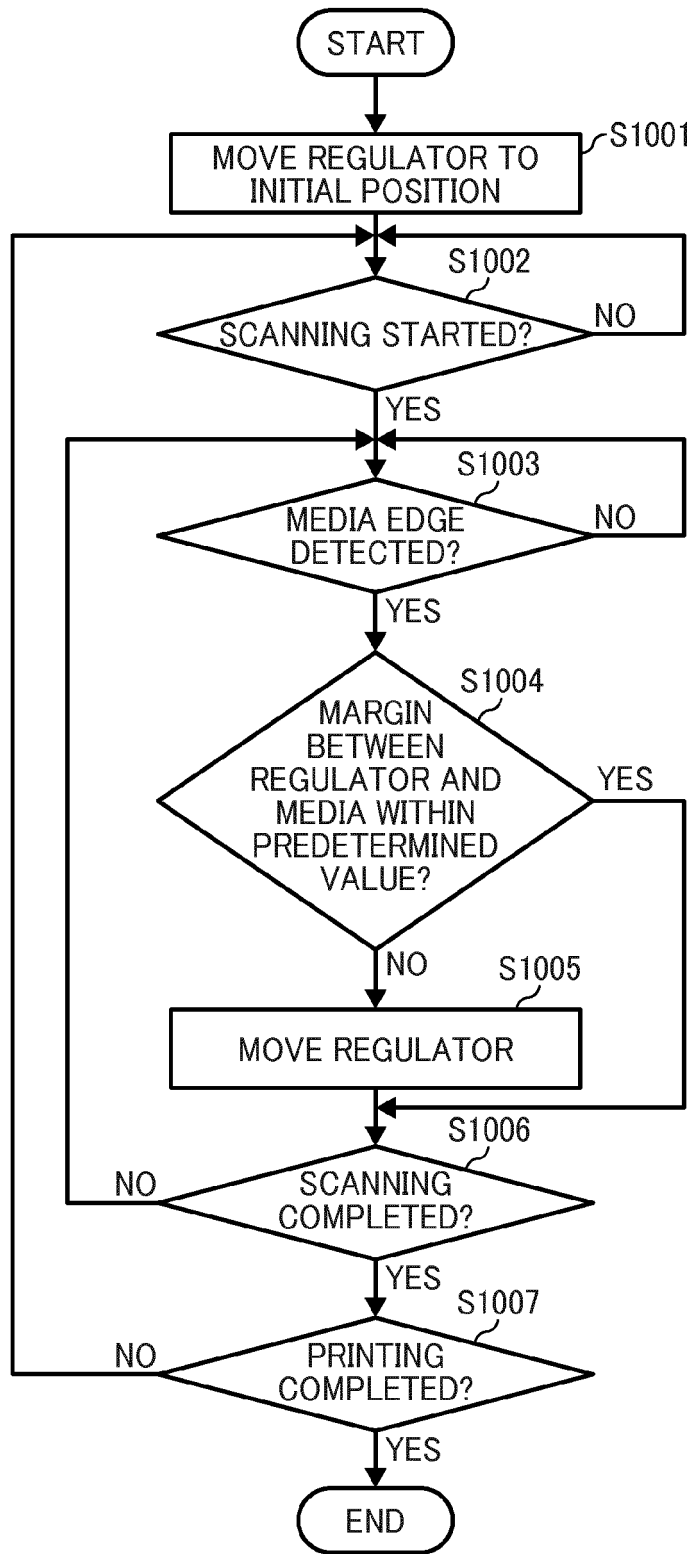 START
S1001
MOVE REGULATOR TO
INITIAL POSITION
S1002
SCANNING STARTED?
NO
YES
S1003
MEDIA EDGE
DETECTED?
NO
YES
S1004
MARGIN
BETWEEN
REGULATOR AND
MEDIA WITHIN
PREDETERMINED
VALUE?
YES
NO
S1005
MOVE REGULATOR
S1006
NO
SCANNING
COMPLETED?
YES
S1007
NO
PRINTING
COMPLETED?
YES
END